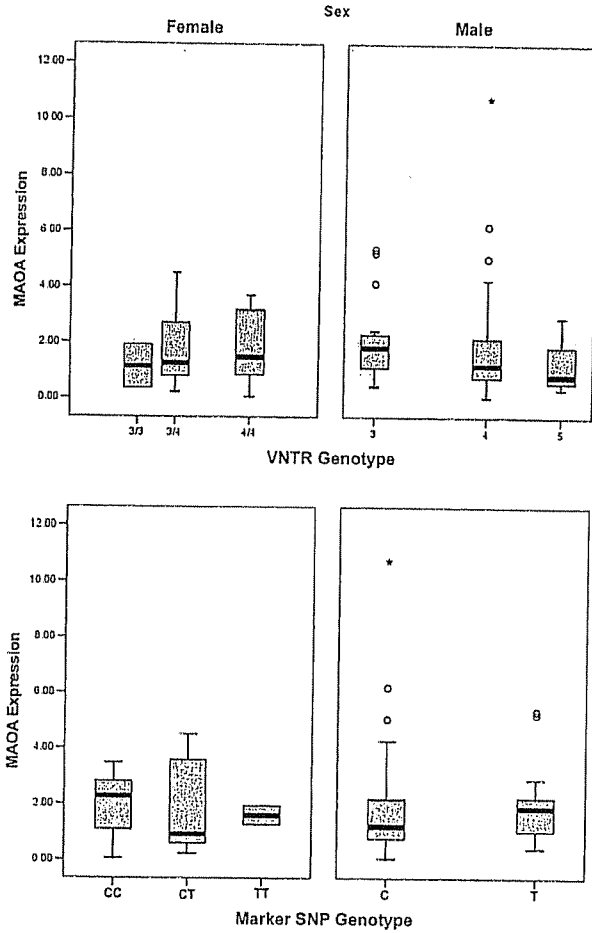 Sex
Female Male
12.00
10.00
8.00
6.00
4.00
2.00
0.00
MAOA Expression
3/3 3/4 4/4 3 4 5
VNTR Genotype
12.00
10.00
8.00
6.00
4.00
2.00
0.00
MAOA Expression
CC CT TT C T
Marker SNP Genotype